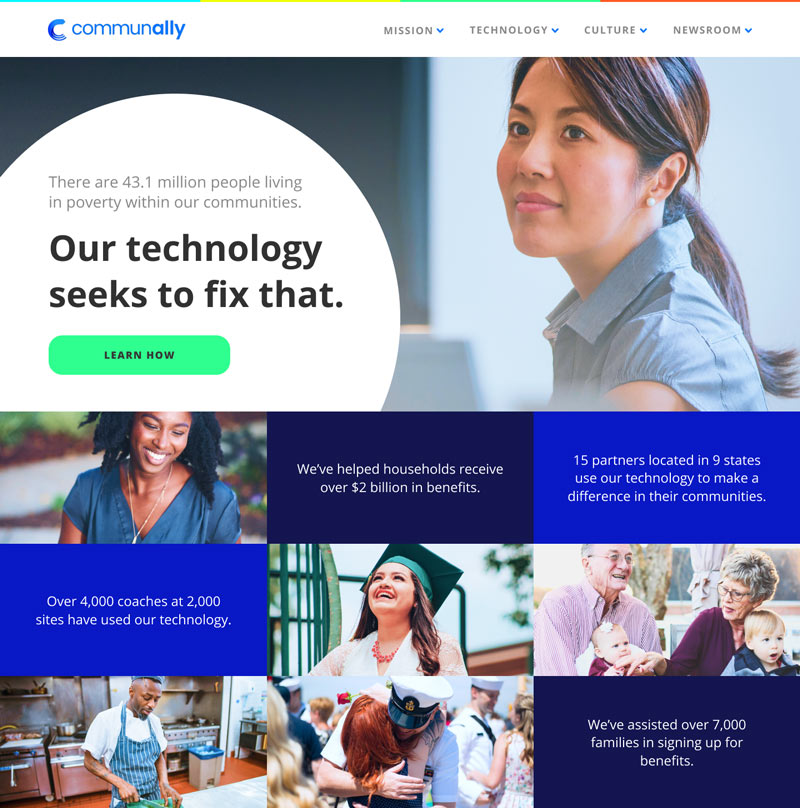 communally
MISSION
TECHNOLOGY
CULTURE
NEWSROOM
There are 43.1 million people living
in poverty within our communities.
Our technology
seeks to fix that.
LEARN HOW
We’ve helped households receive
over $2 billion in benefits.
15 partners located in 9 states
use our technology to make a
difference in their communities.
Over 4,000 coaches at 2,000
sites have used our technology.
We’ve assisted over 7,000
families in signing up for
benefits.